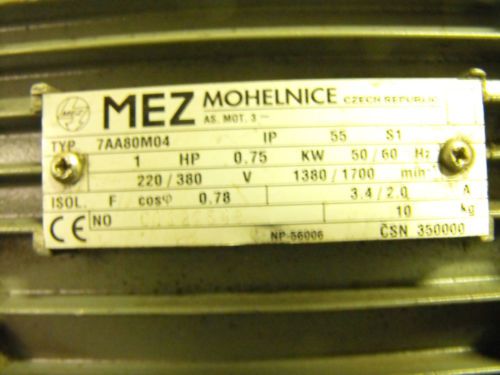 MEZ MEZ MOHELNICE CZECH REPUBLIC
AS. MOT. 3 ~
TYP 7AA80M04 IP 55 S1
1 HP 0.75 KW 50/60 Hz
220/380 V 1380/1700 min⁻¹
ISOL. F cosφ 0.78 3.4/2.0 A
CE NO 10 kg
NP-56006 ČSN 350000